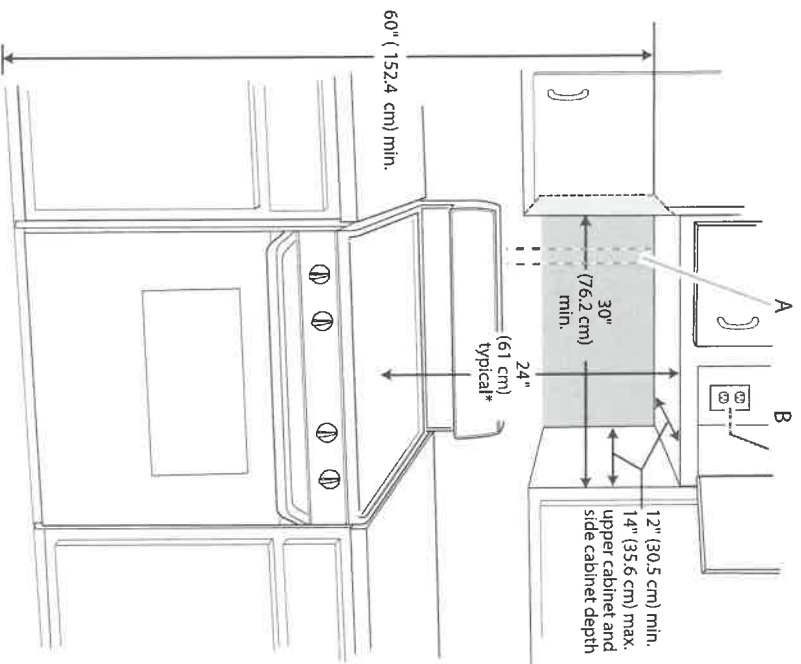 A
B
12" (30.5 cm) min.
14" (35.6 cm) max.
upper cabinet and
side cabinet depth
30"
(76.2 cm)
min.
24"
(61 cm)
typical*
60" ( 152.4 cm) min.